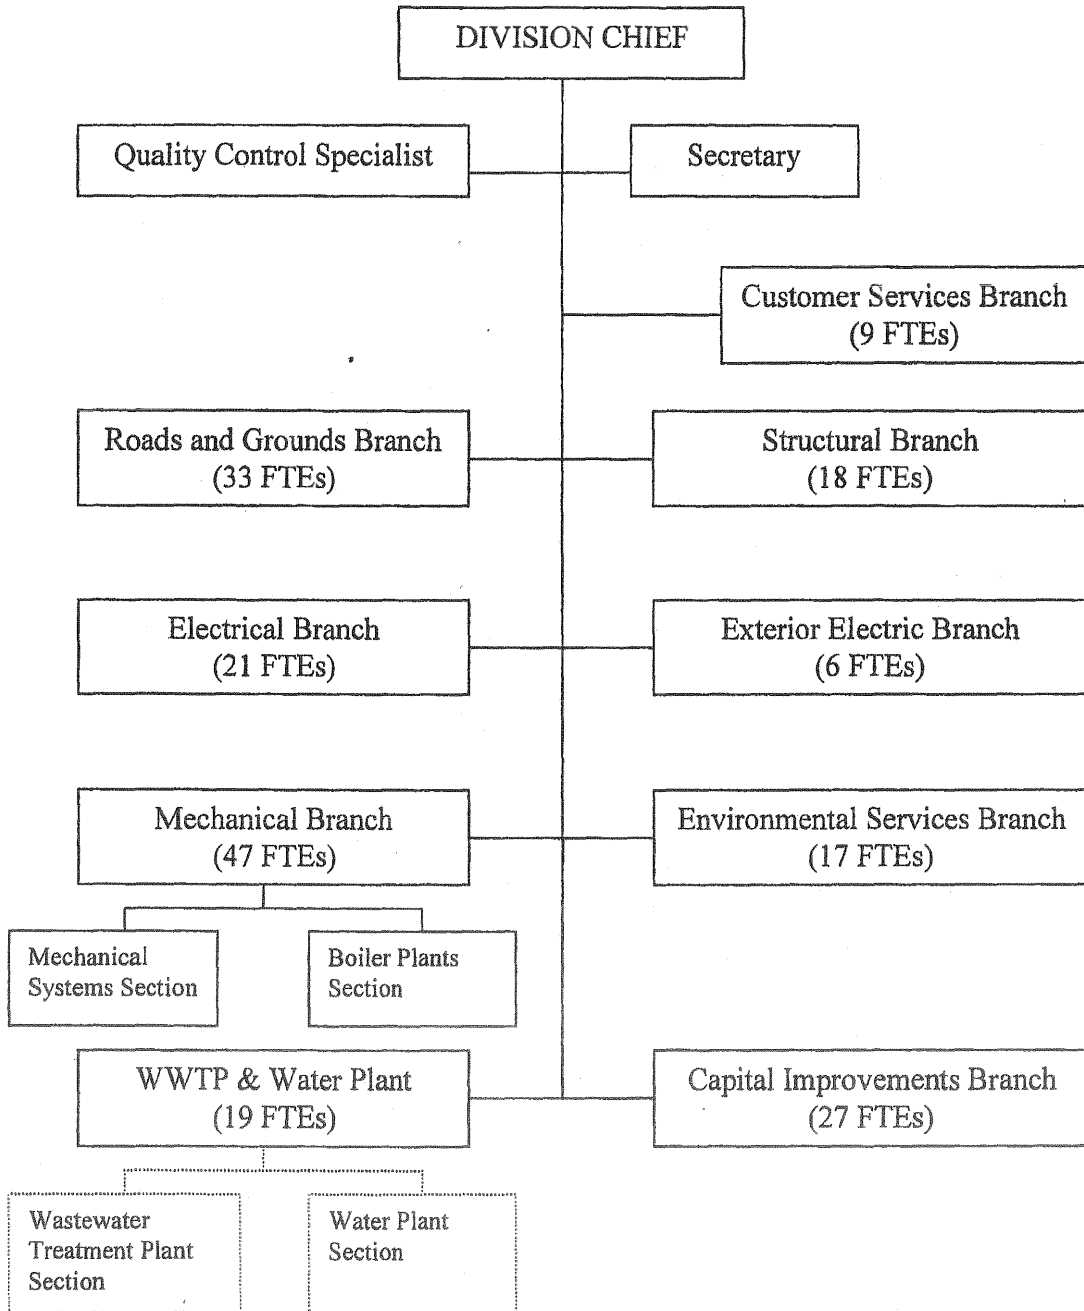 DIVISION CHIEF
Quality Control Specialist
Secretary
Customer Services Branch
(9 FTEs)
Roads and Grounds Branch
(33 FTEs)
Structural Branch
(18 FTEs)
Electrical Branch
(21 FTEs)
Exterior Electric Branch
(6 FTEs)
Mechanical Branch
(47 FTEs)
Environmental Services Branch
(17 FTEs)
Mechanical
Systems Section
Boiler Plants
Section
WWTP & Water Plant
(19 FTEs)
Capital Improvements Branch
(27 FTEs)
Wastewater
Treatment Plant
Section
Water Plant
Section